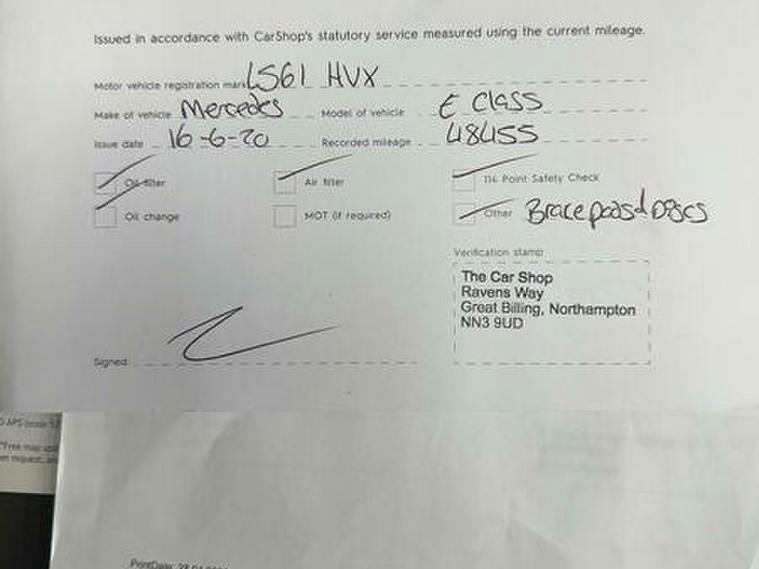 Issued in accordance with CarShop's statutory service measured using the current mileage.
Motor vehicle registration mark LS61 HVX
Make of vehicle Mercedes Model of vehicle E Class
Issue date 16-6-20 Recorded mileage 48455
Oil filter Air filter 114 Point Safety Check
Oil change MOT (if required) Other Brace pads + Discs
Verification stamp
The Car Shop
Ravens Way
Great Billing, Northampton
NN3 9UD
Signed:
"Free map
PrintDate: